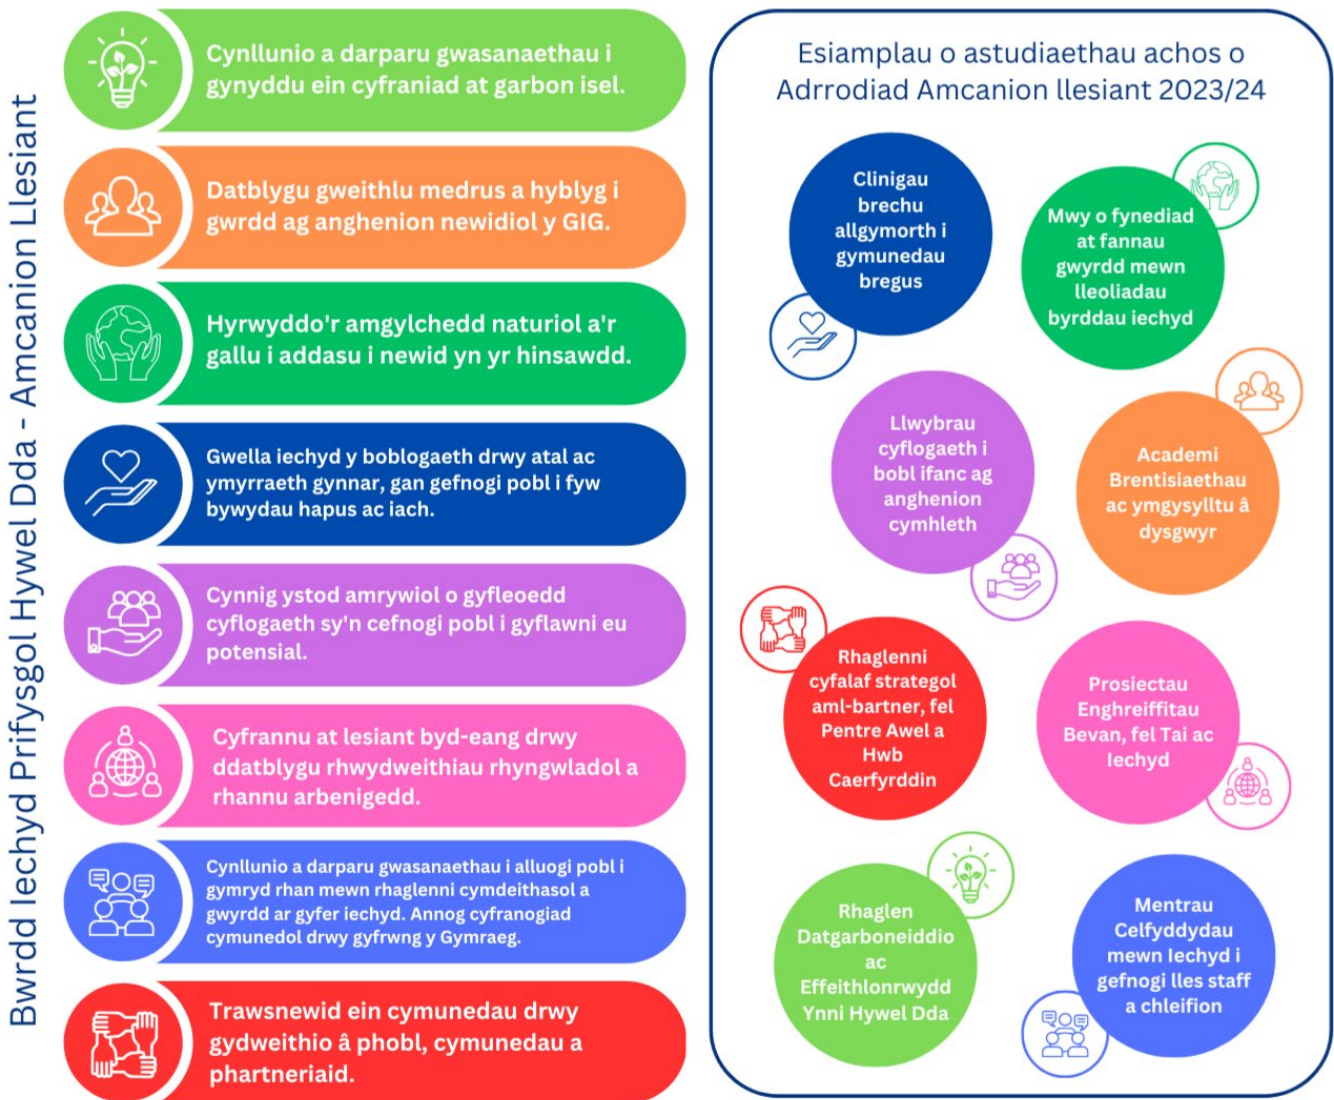 Bwrdd Iechyd Prifysgol Hywel Dda - Amcanion Llesiant
Cynllunio a darparu gwasanaethau i
gynyddu ein cyfraniad at garbon isel.
Datblygu gweithlu medrus a hyblyg i
gwrdd ag anghenion newidiol y GIG.
Hyrwyddo'r amgylchedd naturiol a'r
gallu i addasu i newid yn yr hinsawdd.
Gwella iechyd y boblogaeth drwy atal ac
ymyrraeth gynnar, gan gefnogi pobl i fyw
bywydau hapus ac iach.
Cynnig ystod amrywiol o gyfleoedd
cyflogaeth sy'n cefnogi pobl i gyflawni eu
potensial.
Cyfrannu at lesiant byd-eang drwy
ddatblygu rhwydweithiau rhyngwladol a
rhannu arbenigedd.
Cynllunio a darparu gwasanaethau i alluogi pobl i
gymryd rhan mewn rhaglenni cymdeithasol a
gwyrdd ar gyfer iechyd. Annog cyfranogiad
cymunedol drwy gyfrwng y Gymraeg.
Trawsnewid ein cymunedau drwy
gydweithio â phobl, cymunedau a
phartneriaid.
Esiamplau o astudiaethau achos o
Adrrodiad Amcanion llesiant 2023/24
Clinigau
brechu
allgymorth i
gymunedau
bregus
Mwy o fynediad
at fannau
gwyrdd mewn
lleoliadau
byrddau iechyd
Llwybrau
cyflogaeth i
bobl ifanc ag
anghenion
cymhleth
Academi
Brentisiaethau
ac ymgysylltu â
dysgwyr
Rhaglenni
cyfalaf strategol
aml-bartner, fel
Pentre Awel a
Hwb
Caerfyrddin
Prosiectau
Enghreiffitau
Bevan, fel Tai ac
Iechyd
Rhaglen
Datgarboneiddio
ac
Effeithlonrwydd
Ynni Hywel Dda
Mentrau
Celfyddydau
mewn Iechyd i
gefnogi lles staff
a chleifion